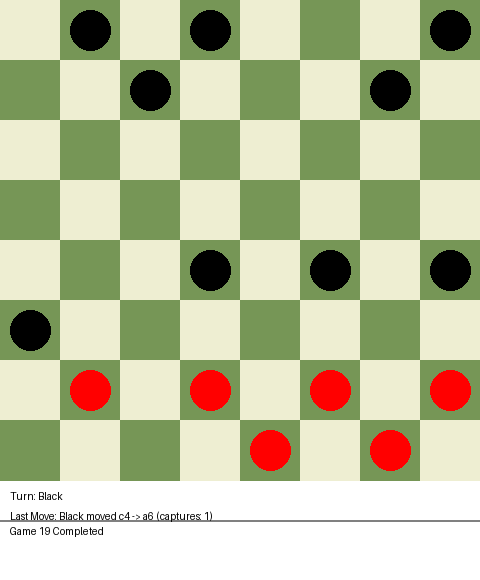 Turn: Black
Last Move: Black moved c4 -> a6 (captures: 1)
Game 19 Completed